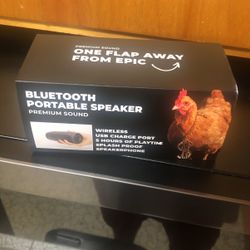 PREMIUM SOUND
ONE FLAP AWAY
FROM EPIC
BLUETOOTH
PORTABLE SPEAKER
PREMIUM SOUND
WIRELESS
USB CHARGE PORT
5 HOURS OF PLAYTIME
SPLASH PROOF
SPEAKERPHONE